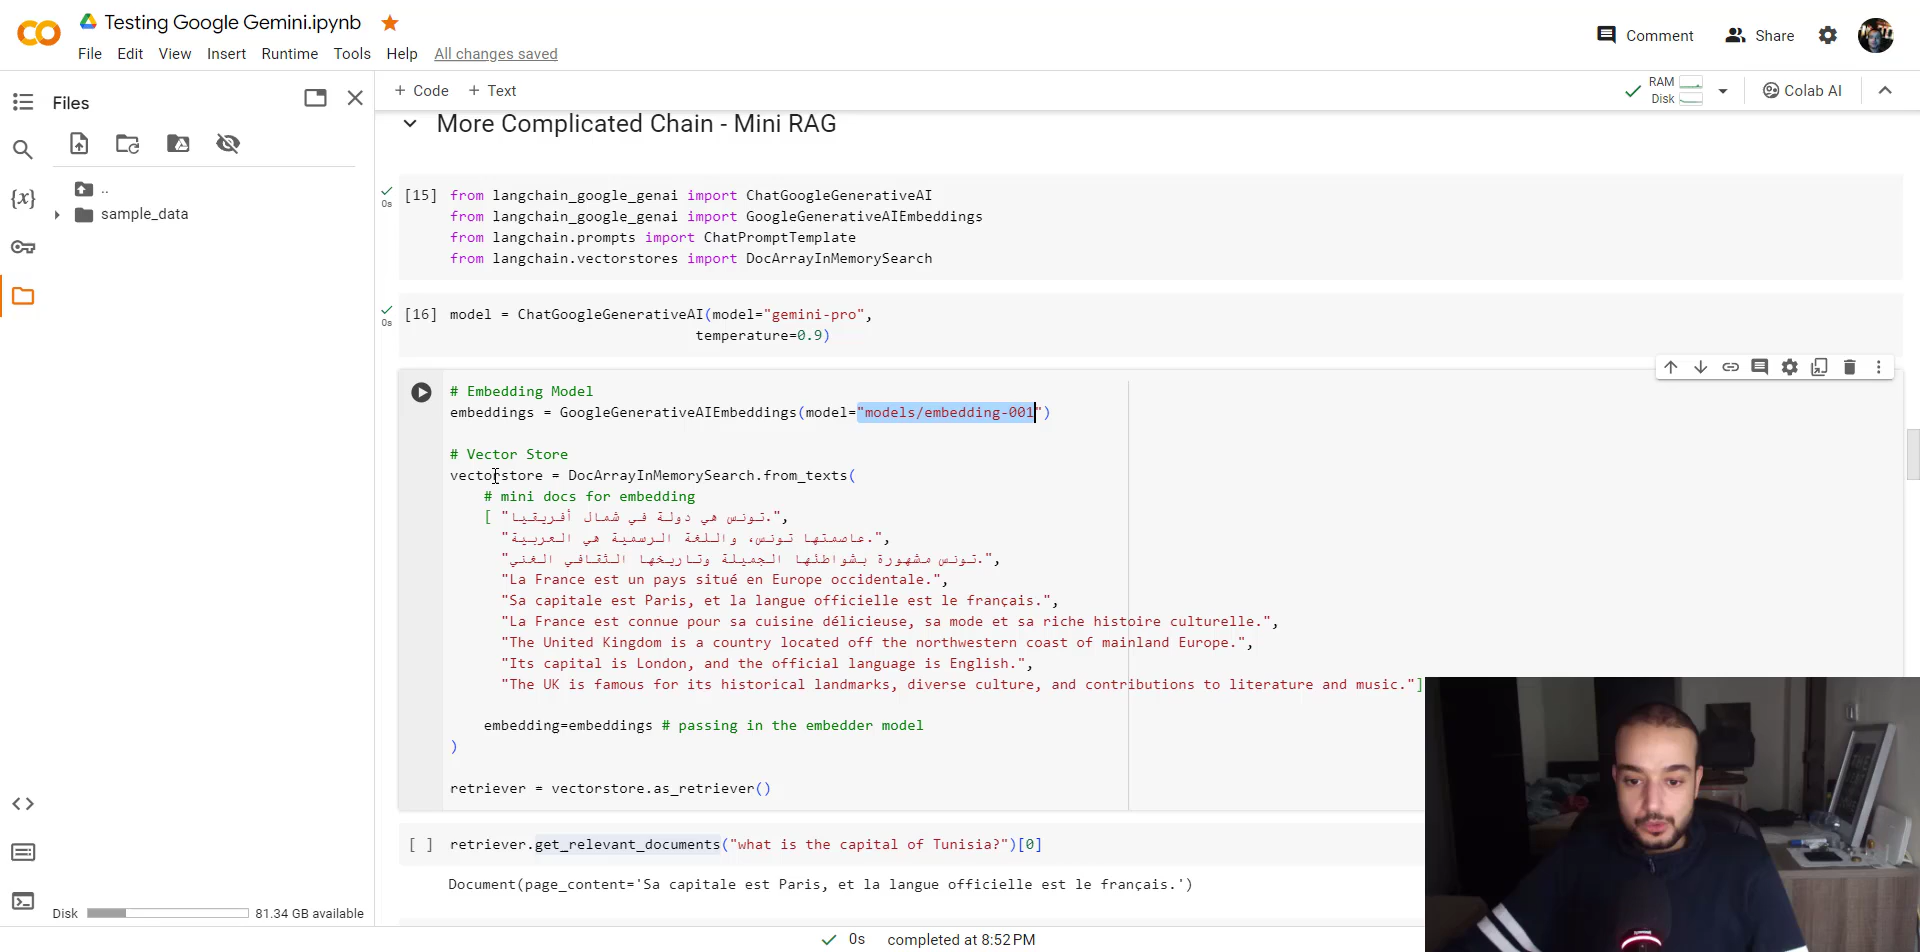 Testing Google Gemini.ipynb
File Edit View Insert Runtime Tools Help All changes saved
Comment Share
Files
+ Code + Text
RAM
Disk
Colab AI
..
sample_data
More Complicated Chain - Mini RAG
[15] from langchain_google_genai import ChatGoogleGenerativeAI
from langchain_google_genai import GoogleGenerativeAIEmbeddings
from langchain.prompts import ChatPromptTemplate
from langchain.vectorstores import DocArrayInMemorySearch
0s
[16] model = ChatGoogleGenerativeAI(model="gemini-pro",
temperature=0.9)
0s
# Embedding Model
embeddings = GoogleGenerativeAIEmbeddings(model="models/embedding-001")
# Vector Store
vectorstore = DocArrayInMemorySearch.from_texts(
# mini docs for embedding
[ "تونس هي دولة في شمال أفريقيا.",
"عاصمتها تونس، واللغة الرسمية هي العربية.",
"تونس مشهورة بشواطئها الجميلة وتاريخها الثقافي الغني.",
"La France est un pays situé en Europe occidentale.",
"Sa capitale est Paris, et la langue officielle est le français.",
"La France est connue pour sa cuisine délicieuse, sa mode et sa riche histoire culturelle.",
"The United Kingdom is a country located off the northwestern coast of mainland Europe.",
"Its capital is London, and the official language is English.",
"The UK is famous for its historical landmarks, diverse culture, and contributions to literature and music."]
embedding=embeddings # passing in the embedder model
)
retriever = vectorstore.as_retriever()
[ ] retriever.get_relevant_documents("what is the capital of Tunisia?")[0]
Document(page_content='Sa capitale est Paris, et la langue officielle est le français.')
Disk 81.34 GB available
0s completed at 8:52 PM